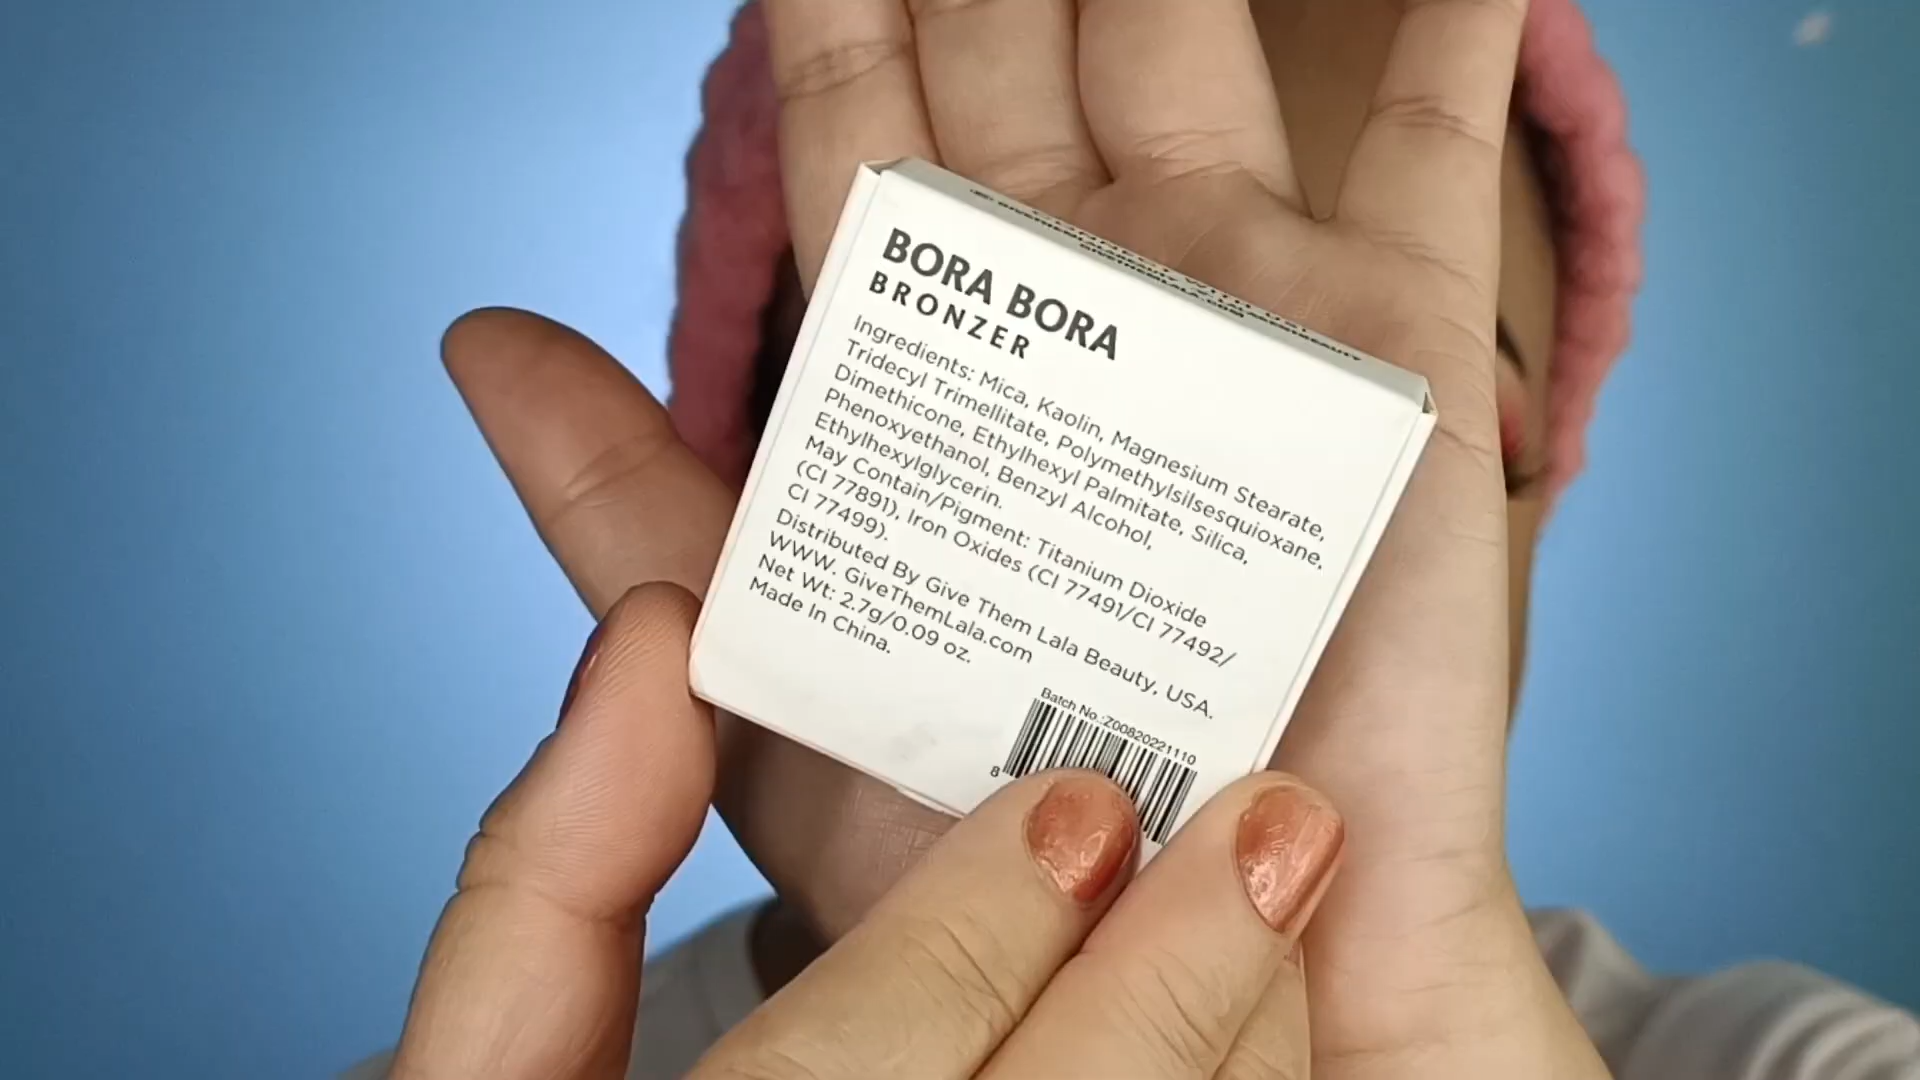 BORA BORA
BRONZER
Ingredients: Mica, Kaolin, Magnesium Stearate,
Tridecyl Trimellitate, Polymethylsilsesquioxane,
Dimethicone, Ethylhexyl Palmitate, Silica,
Phenoxyethanol, Benzyl Alcohol,
Ethylhexylglycerin.
May Contain/Pigment: Titanium Dioxide
(CI 77891), Iron Oxides (CI 77491/CI 77492/
CI 77499).
Distributed By Give Them Lala Beauty, USA.
WWW. GiveThemLala.com
Net Wt: 2.7g/0.09 oz.
Made In China.
Batch No.:Z00820221110
8